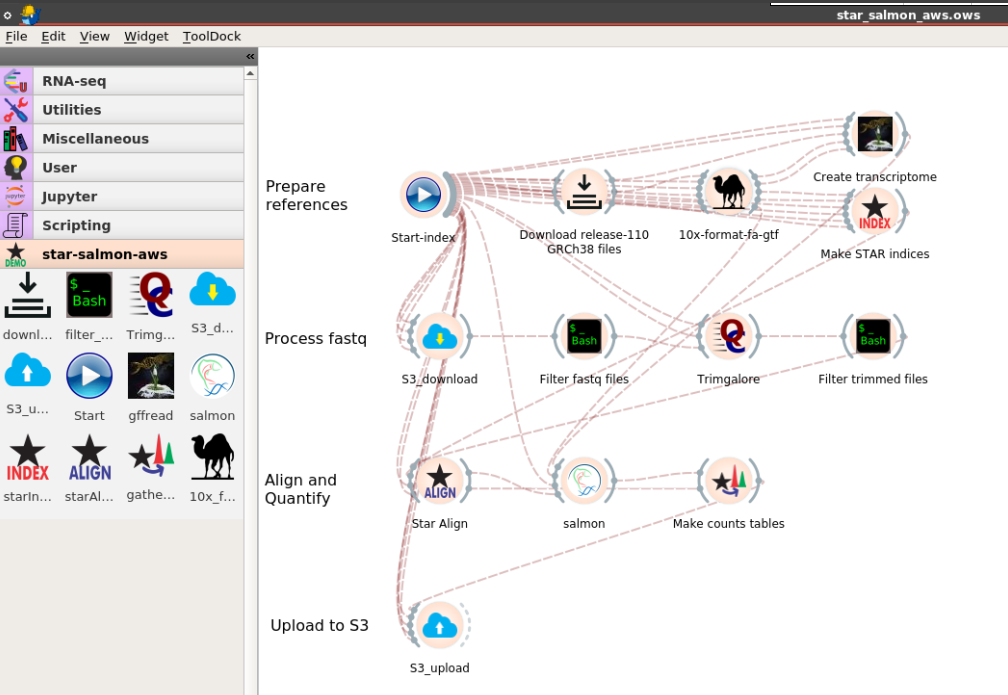 star_salmon_aws.ows
File Edit View Widget ToolDock
«
RNA-seq
Utilities
Miscellaneous
User
Jupyter
Scripting
DEMO star-salmon-aws
$ _
Bash
downl... filter_... Trimg... S3_d...
S3_u... Start gffread salmon
INDEX ALIGN
starIn... starAl... gathe... 10x_f...
Prepare
references
Start-index
Download release-110
GRCh38 files
10x-format-fa-gtf
Create transcriptome
INDEX
Make STAR indices
Process fastq
S3_download
$ _
Bash
Filter fastq files
Trimgalore
$ _
Bash
Filter trimmed files
Align and
Quantify
ALIGN
Star Align
salmon
Make counts tables
Upload to S3
S3_upload